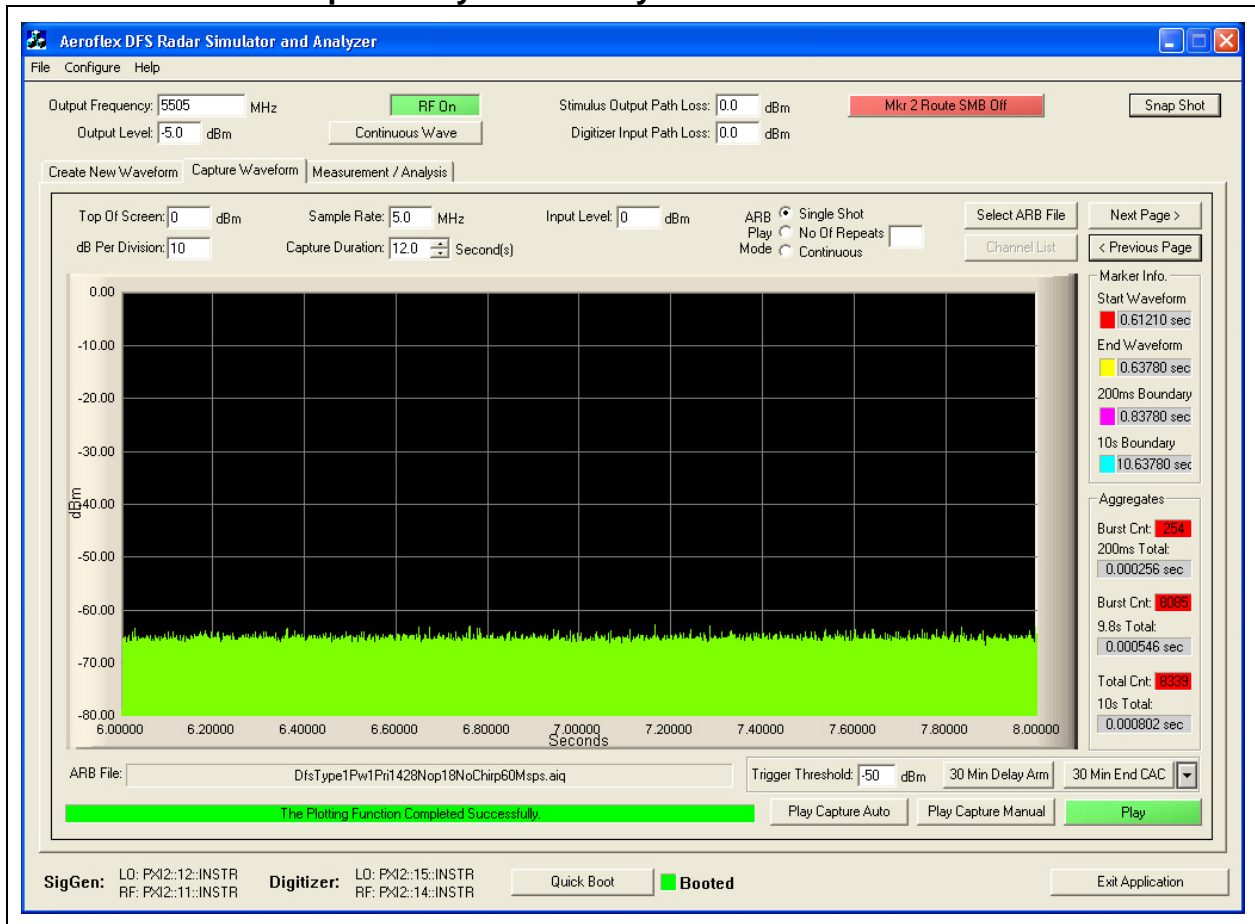 Aeroflex DFS Radar Simulator and Analyzer
File Configure Help
Output Frequency: 5505 MHz
RF On
Stimulus Output Path Loss: 0.0 dBm
Mkr 2 Route SMB Off
Snap Shot
Output Level: -5.0 dBm
Continuous Wave
Digitizer Input Path Loss: 0.0 dBm
Create New Waveform
Capture Waveform
Measurement / Analysis
Top Of Screen: 0 dBm
Sample Rate: 5.0 MHz
Input Level: 0 dBm
ARB Play Mode
Single Shot
No Of Repeats
Continuous
Select ARB File
Next Page >
dB Per Division: 10
Capture Duration: 12.0 Second(s)
Channel List
< Previous Page
0.00
-10.00
-20.00
-30.00
-40.00
-50.00
-60.00
-70.00
-80.00
dBm
6.00000 6.20000 6.40000 6.60000 6.80000 7.00000 7.20000 7.40000 7.60000 7.80000 8.00000
Seconds
Marker Info.
Start Waveform
0.61210 sec
End Waveform
0.63780 sec
200ms Boundary
0.83780 sec
10s Boundary
10.63780 sec
Aggregates
Burst Cnt: 254
200ms Total:
0.000256 sec
Burst Cnt: 8085
9.8s Total:
0.000546 sec
Total Cnt: 8339
10s Total:
0.000802 sec
ARB File: DfsType1Pw1Pri1428Nop18NoChirp60Msps.aiq
Trigger Threshold: -50 dBm
30 Min Delay Arm
30 Min End CAC
The Plotting Function Completed Successfully.
Play Capture Auto
Play Capture Manual
Play
SigGen: LO: PXI2::12::INSTR
RF: PXI2::11::INSTR
Digitizer: LO: PXI2::15::INSTR
RF: PXI2::14::INSTR
Quick Boot
Booted
Exit Application